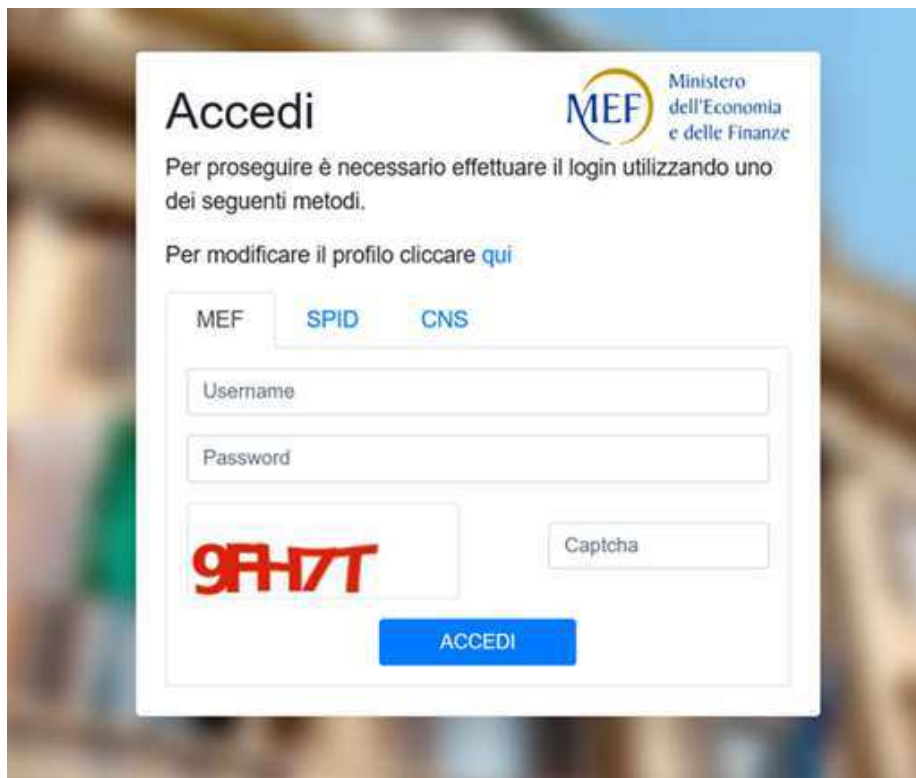 Accedi
MEF
Ministero
dell'Economia
e delle Finanze
Per proseguire è necessario effettuare il login utilizzando uno
dei seguenti metodi.
Per modificare il profilo cliccare qui
MEF SPID CNS
Username
Password
Captcha
ACCEDI